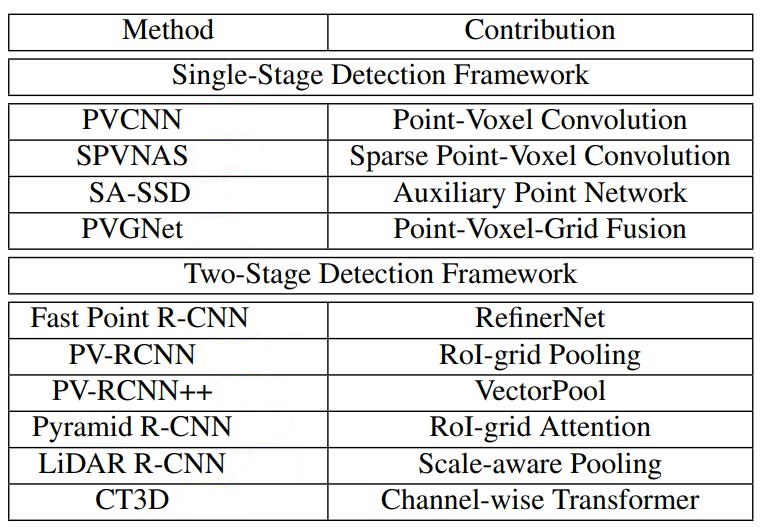 Method Contribution
Single-Stage Detection Framework
PVCNN Point-Voxel Convolution
SPVNAS Sparse Point-Voxel Convolution
SA-SSD Auxiliary Point Network
PVGNet Point-Voxel-Grid Fusion
Two-Stage Detection Framework
Fast Point R-CNN RefinerNet
PV-RCNN RoI-grid Pooling
PV-RCNN++ VectorPool
Pyramid R-CNN RoI-grid Attention
LiDAR R-CNN Scale-aware Pooling
CT3D Channel-wise Transformer